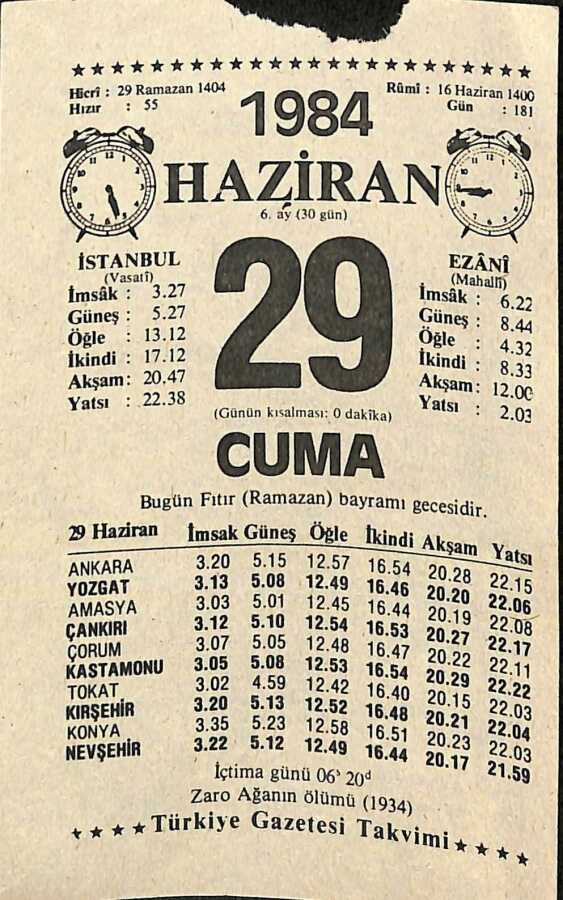 Hicrî : 29 Ramazan 1404
Hızır : 55
Rûmî : 16 Haziran 1400
Gün : 181
1984
HAZİRAN
6. ay (30 gün)
İSTANBUL
(Vasatî)
İmsâk : 3.27
Güneş : 5.27
Öğle : 13.12
İkindi : 17.12
Akşam: 20.47
Yatsı : 22.38
29
EZÂNÎ
(Mahallî)
İmsâk : 6.22
Güneş : 8.44
Öğle : 4.32
İkindi : 8.33
Akşam: 12.00
Yatsı : 2.03
(Günün kısalması: 0 dakîka)
CUMA
Bugün Fıtır (Ramazan) bayramı gecesidir.
29 Haziran İmsak Güneş Öğle İkindi Akşam Yatsı
ANKARA 3.20 5.15 12.57 16.54 20.28 22.15
YOZGAT 3.13 5.08 12.49 16.46 20.20 22.06
AMASYA 3.03 5.01 12.45 16.44 20.19 22.08
ÇANKIRI 3.12 5.10 12.54 16.53 20.27 22.17
ÇORUM 3.07 5.05 12.48 16.47 20.22 22.11
KASTAMONU 3.05 5.08 12.53 16.54 20.29 22.22
TOKAT 3.02 4.59 12.42 16.40 20.15 22.03
KIRŞEHİR 3.20 5.13 12.52 16.48 20.21 22.04
KONYA 3.35 5.23 12.58 16.51 20.23 22.03
NEVŞEHİR 3.22 5.12 12.49 16.44 20.17 21.59
İçtima günü 06ˢ 20ᵈ
Zaro Ağanın ölümü (1934)
Türkiye Gazetesi Takvimi